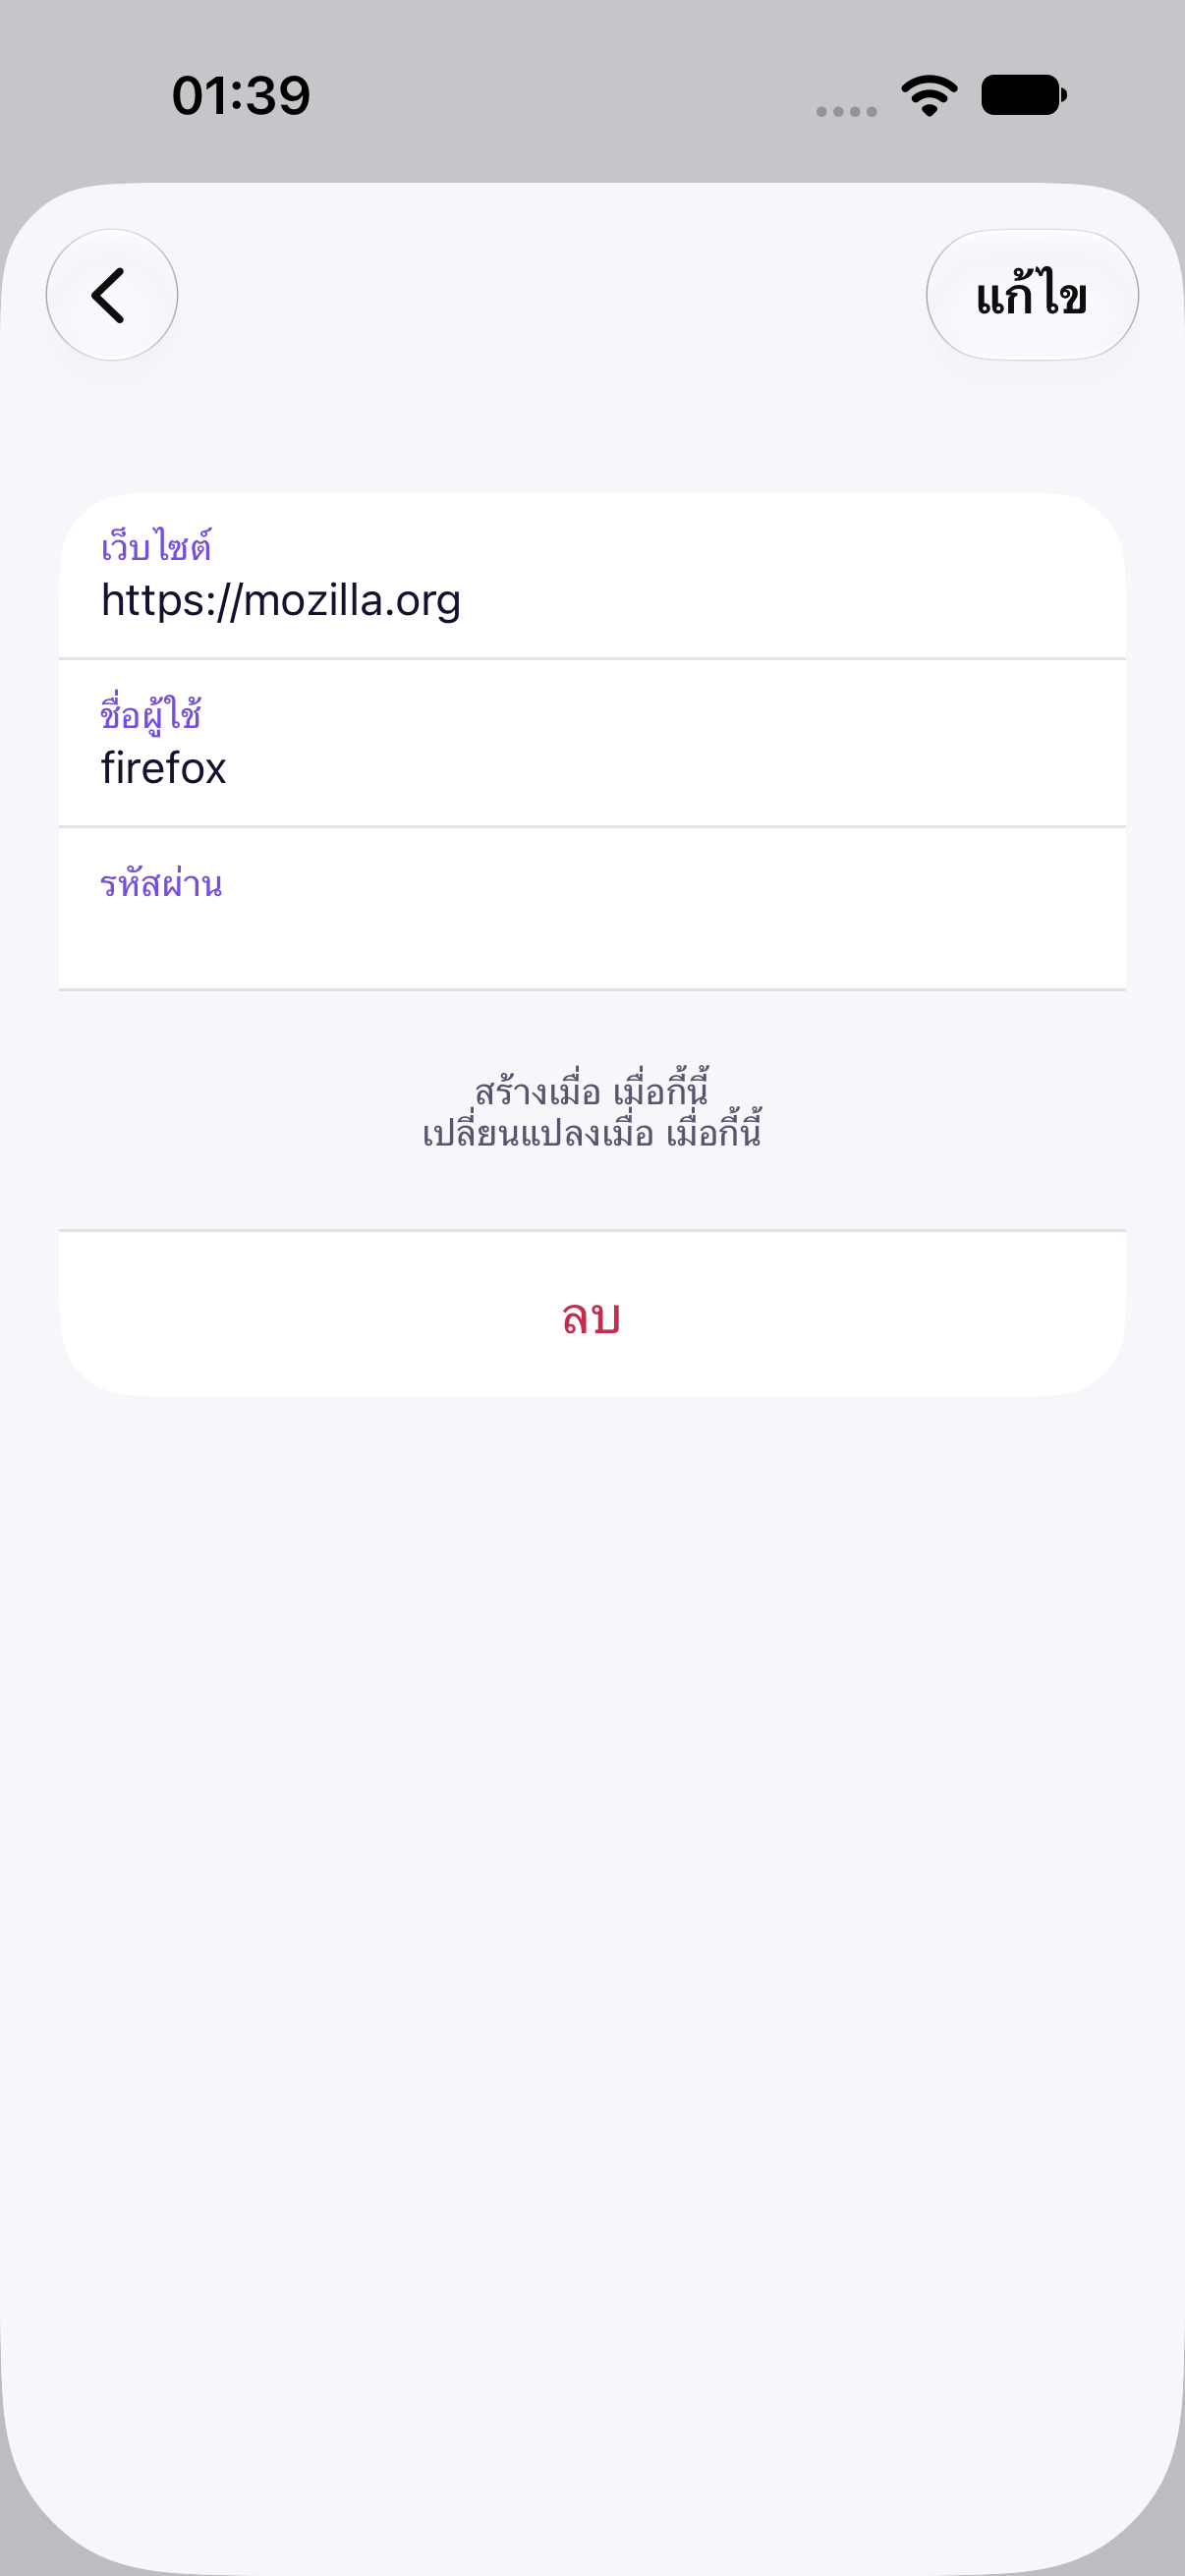 01:39
แก้ไข
เว็บไซต์
https://mozilla.org
ชื่อผู้ใช้
firefox
รหัสผ่าน
สร้างเมื่อ เมื่อกี้นี้
เปลี่ยนแปลงเมื่อ เมื่อกี้นี้
ลบ